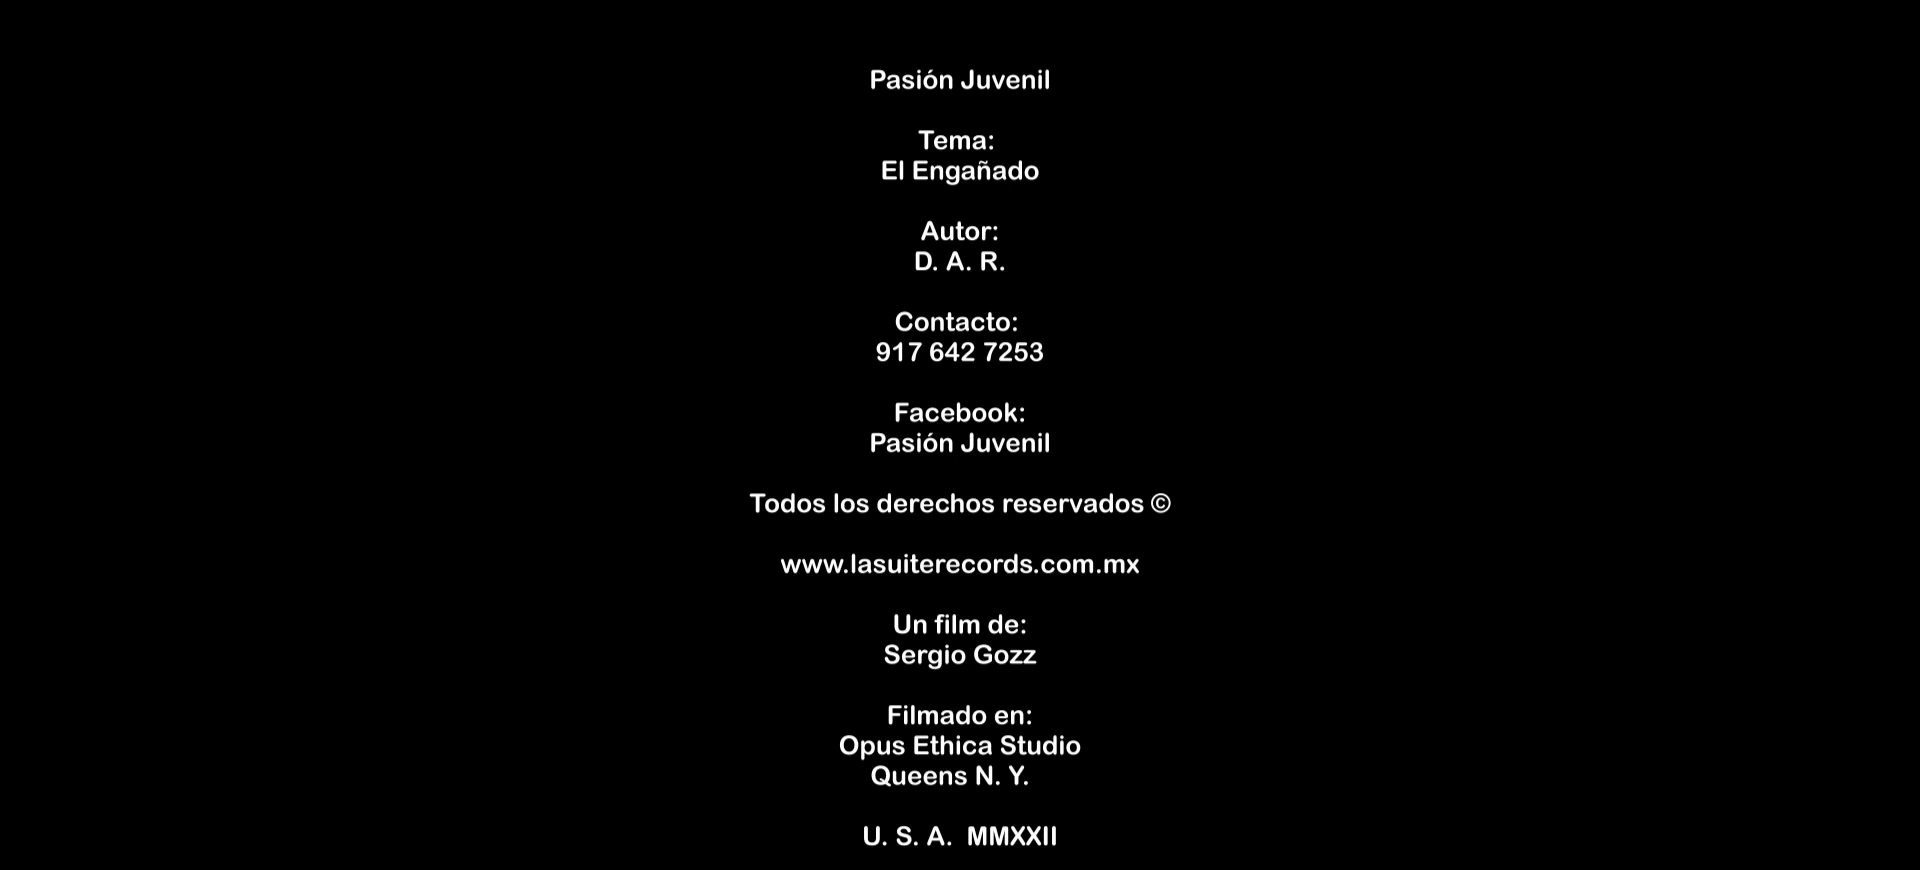 Pasión Juvenil
Tema:
El Engañado
Autor:
D. A. R.
Contacto:
917 642 7253
Facebook:
Pasión Juvenil
Todos los derechos reservados ©
www.lasuiterecords.com.mx
Un film de:
Sergio Gozz
Filmado en:
Opus Ethica Studio
Queens N. Y.
U. S. A. MMXXII